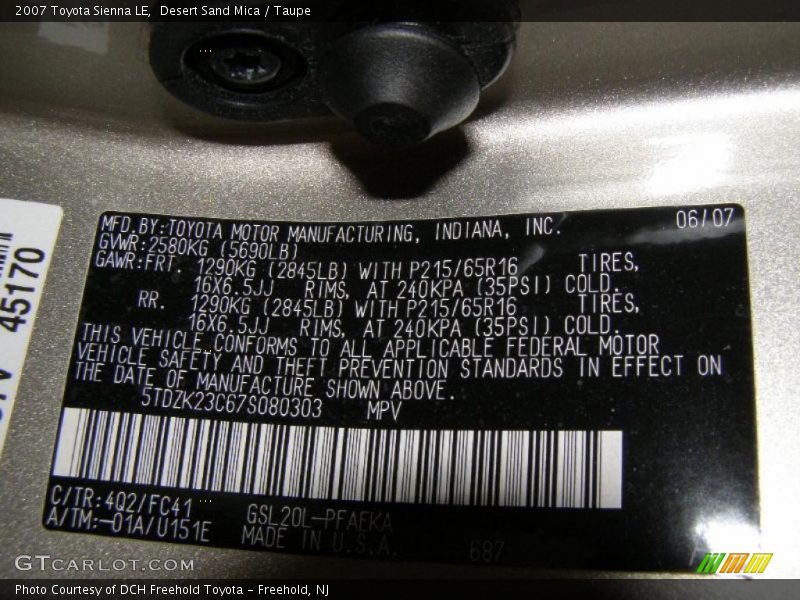 2007 Toyota Sienna LE, Desert Sand Mica / Taupe
MFD.BY:TOYOTA MOTOR MANUFACTURING, INDIANA, INC. 06/07
GVWR:2580KG (5690LB)
GAWR:FRT. 1290KG (2845LB) WITH P215/65R16 TIRES,
16X6.5JJ RIMS, AT 240KPA (35PSI) COLD.
RR. 1290KG (2845LB) WITH P215/65R16 TIRES,
16X6.5JJ RIMS, AT 240KPA (35PSI) COLD.
THIS VEHICLE CONFORMS TO ALL APPLICABLE FEDERAL MOTOR
VEHICLE SAFETY AND THEFT PREVENTION STANDARDS IN EFFECT ON
THE DATE OF MANUFACTURE SHOWN ABOVE.
5TDZK23C67S080303 MPV
C/TR:4Q2/FC41 GSL20L-PFAEKA
A/TM:-01A/U151E MADE IN U.S.A. 687
45170
GTCARLOT.COM
Photo Courtesy of DCH Freehold Toyota - Freehold, NJ